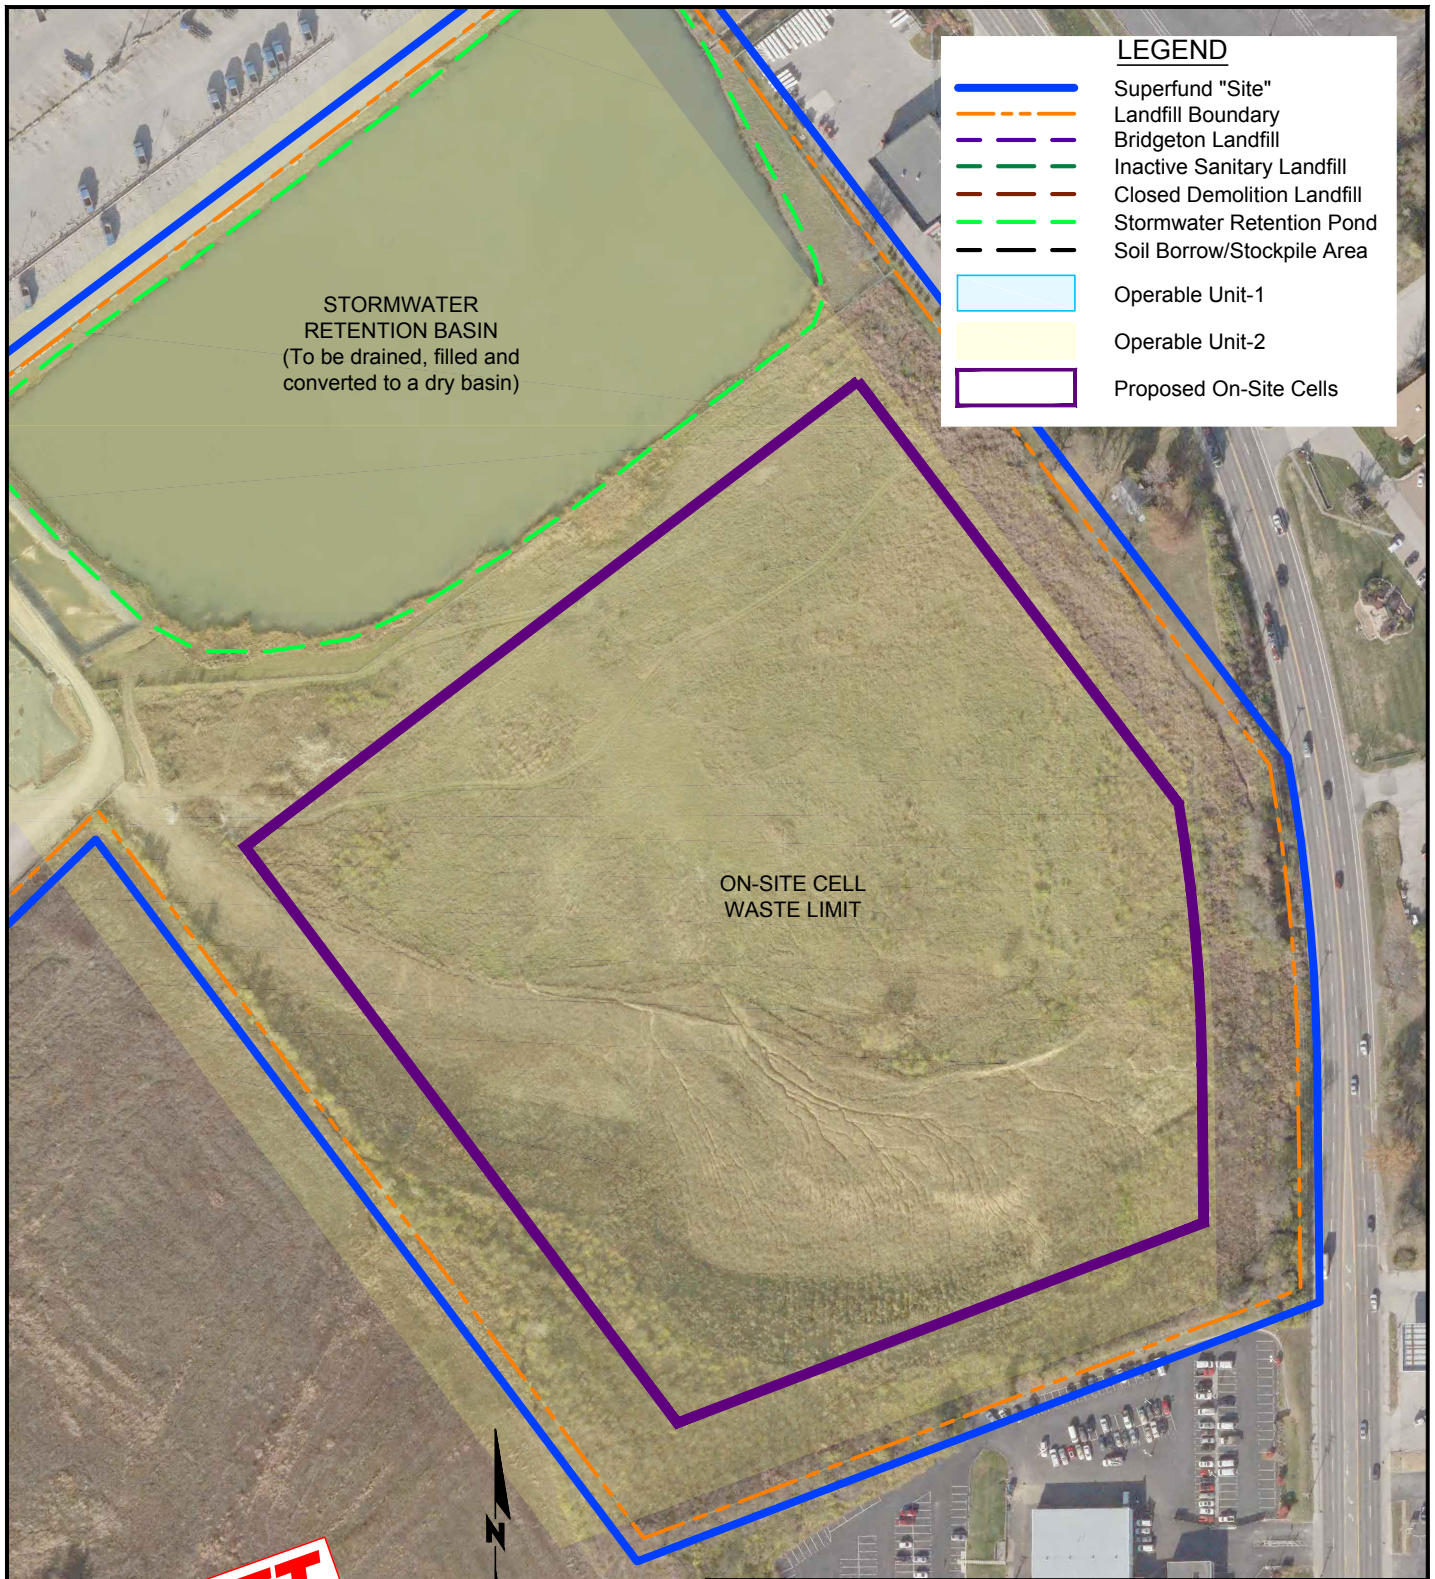 LEGEND
Superfund "Site"
Landfill Boundary
Bridgeton Landfill
Inactive Sanitary Landfill
Closed Demolition Landfill
Stormwater Retention Pond
Soil Borrow/Stockpile Area
Operable Unit-1
Operable Unit-2
Proposed On-Site Cells
STORMWATER
RETENTION BASIN
(To be drained, filled and
converted to a dry basin)
ON-SITE CELL
WASTE LIMIT
N